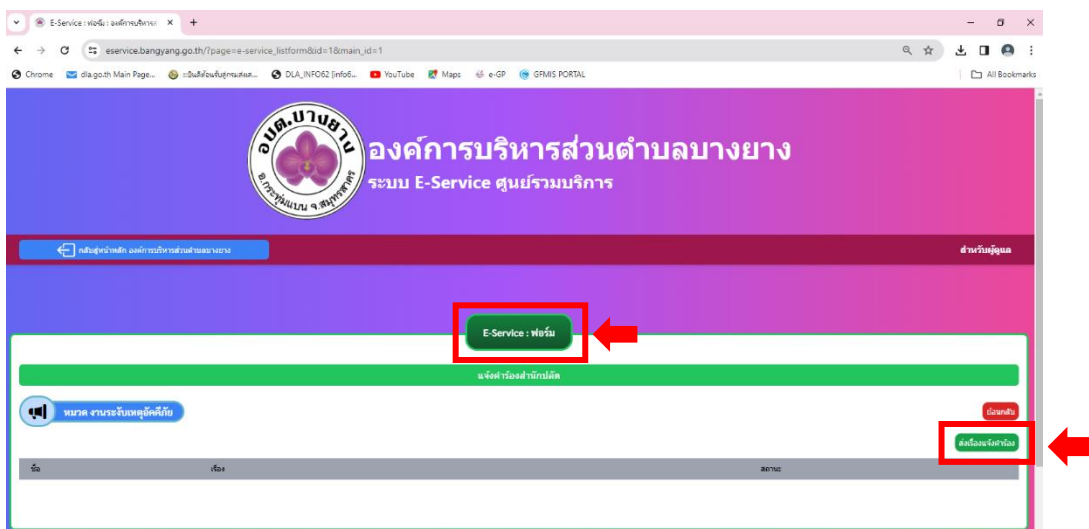 E-Service : ฟอร์ม : องค์การบริหารส
eservice.bangyang.go.th/?page=e-service_listform&id=1&main_id=1
Chrome
dla.go.th Main Page...
DLA_INFO62 [info6...
YouTube
Maps
e-GP
GFMIS PORTAL
All Bookmarks
อบต.บางยาง
อ.กระทุ่มแบน จ.สมุทรสาคร
องค์การบริหารส่วนตำบลบางยาง
ระบบ E-Service ศูนย์รวมบริการ
กลับสู่หน้าหลัก องค์การบริหารส่วนตำบลบางยาง
สำหรับผู้ดูแล
E-Service : ฟอร์ม
แจ้งคำร้องสำนักปลัด
หมวด งานระงับเหตุอัคคีภัย
ย้อนกลับ
ส่งเรื่องแจ้งคำร้อง
ชื่อ
เรื่อง
สถานะ